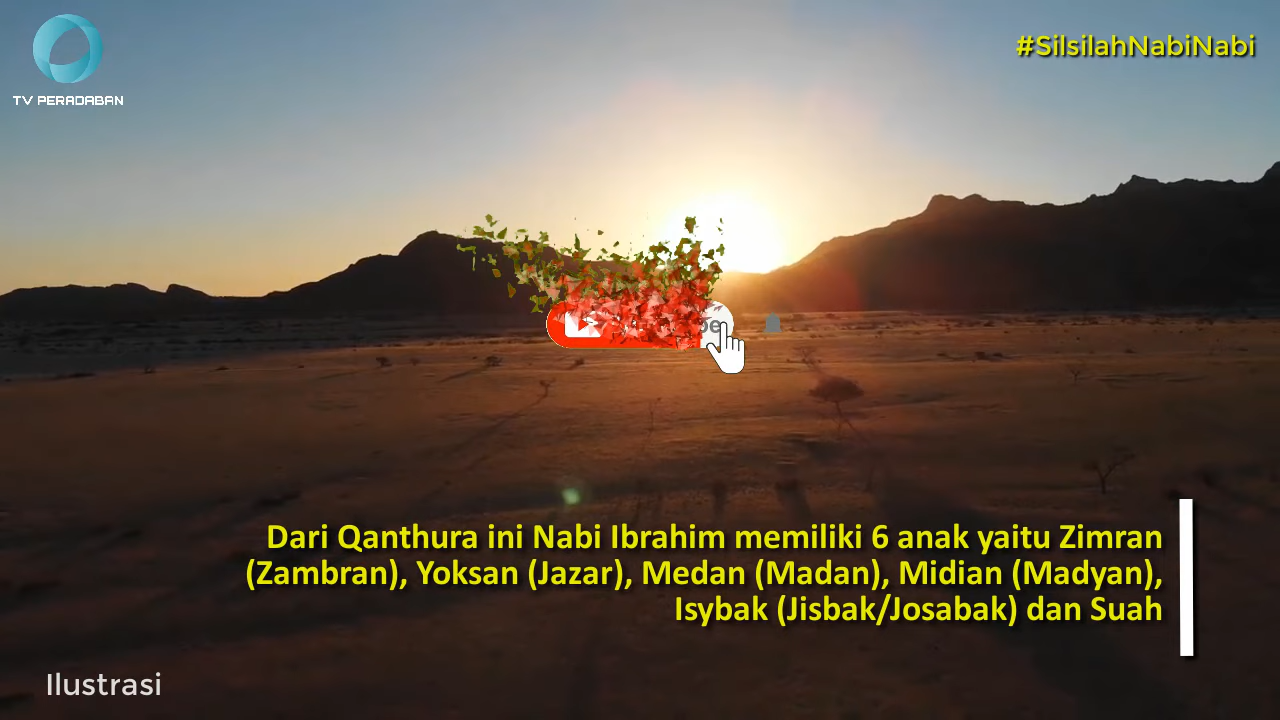 TV PERADABAN
#SilsilahNabiNabi
Dari Qanthura ini Nabi Ibrahim memiliki 6 anak yaitu Zimran
(Zambran), Yoksan (Jazar), Medan (Madan), Midian (Madyan),
Isybak (Jisbak/Josabak) dan Suah
Ilustrasi